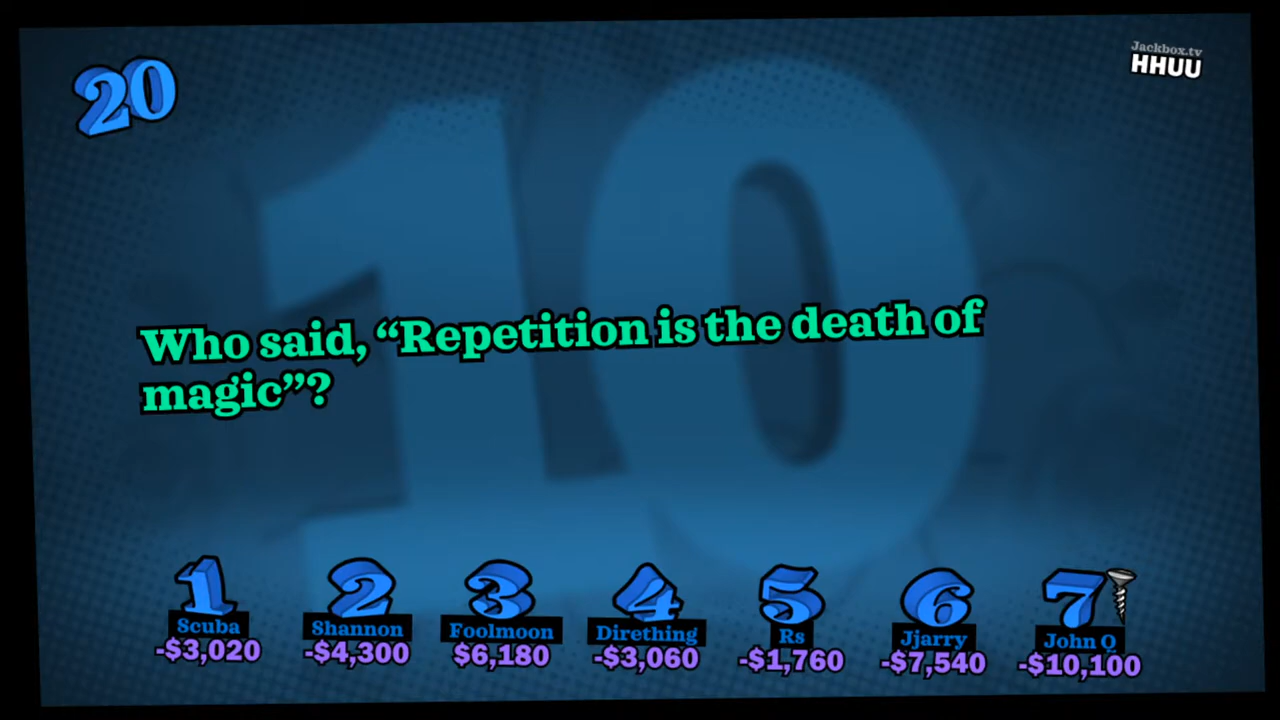 20
Jackbox.tv
HHUU
10
Who said, “Repetition is the death of
magic”?
1 2 3 4 5 6 7
Scuba Shannon Foolmoon Dirething Rs Jjarry John Q
-$3,020 -$4,300 $6,180 -$3,060 -$1,760 -$7,540 -$10,100